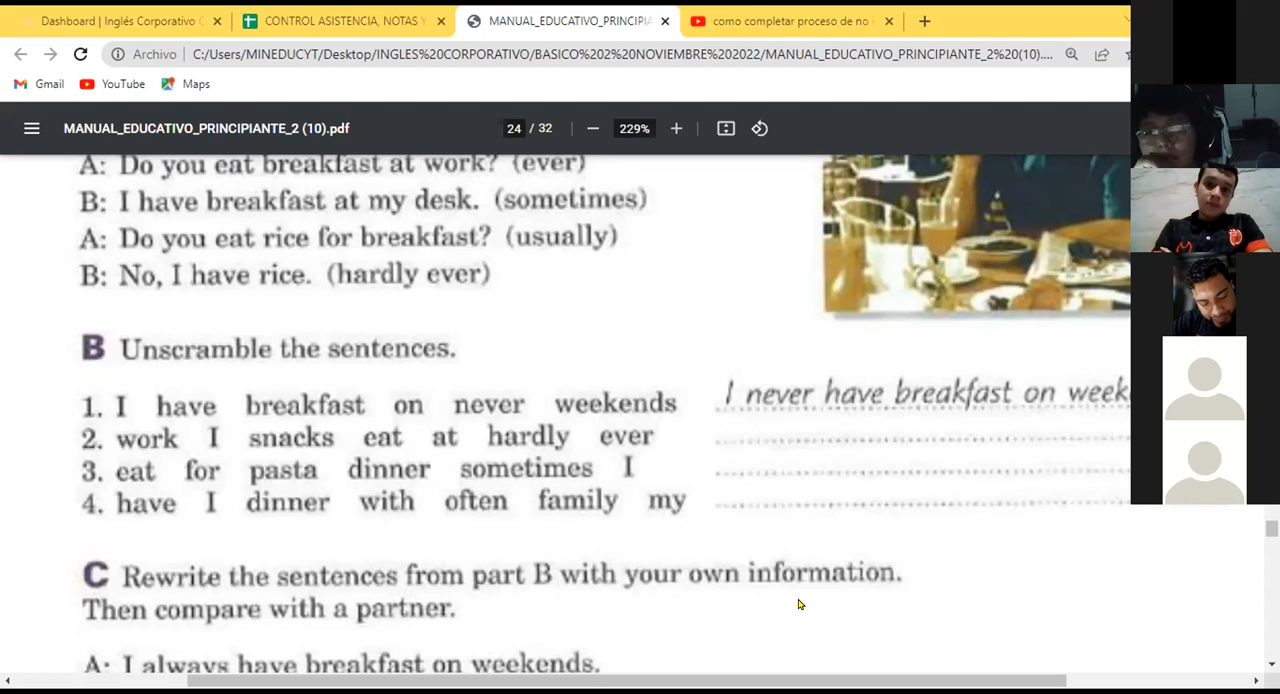 Dashboard | Inglés Corporativo
CONTROL ASISTENCIA, NOTAS Y
MANUAL_EDUCATIVO_PRINCIPIA
como completar proceso de no
Archivo
C:/Users/MINEDUCYT/Desktop/INGLES%20CORPORATIVO/BASICO%202%20NOVIEMBRE%202022/MANUAL_EDUCATIVO_PRINCIPIANTE_2%20(10)....
Gmail
YouTube
Maps
MANUAL_EDUCATIVO_PRINCIPIANTE_2 (10).pdf
24 / 32
229%
A: Do you eat breakfast at work? (ever)
B: I have breakfast at my desk. (sometimes)
A: Do you eat rice for breakfast? (usually)
B: No, I have rice. (hardly ever)
B Unscramble the sentences.
1. I have breakfast on never weekends I never have breakfast on week
2. work I snacks eat at hardly ever
3. eat for pasta dinner sometimes I
4. have I dinner with often family my
C Rewrite the sentences from part B with your own information.
Then compare with a partner.
A: I always have breakfast on weekends.